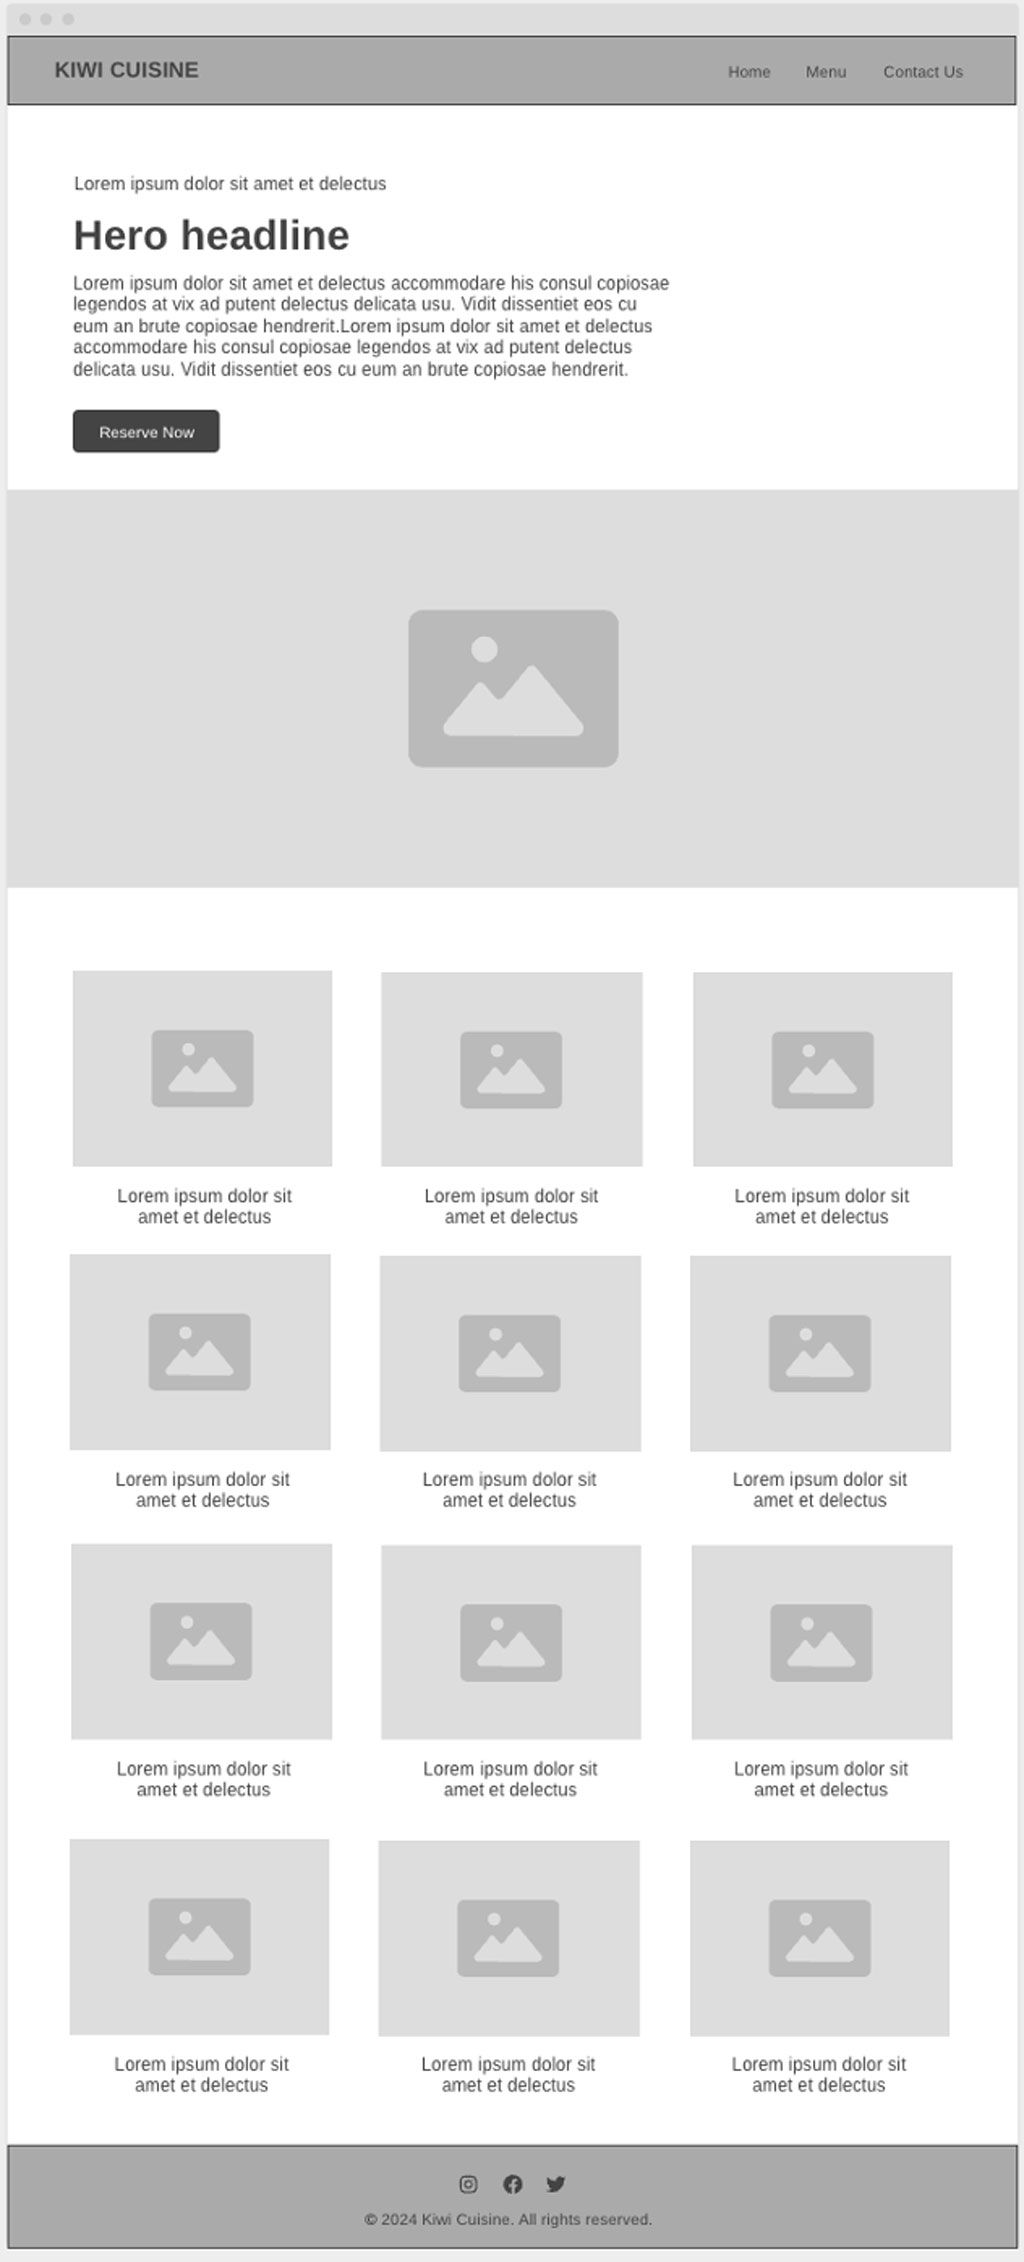 KIWI CUISINE
Home Menu Contact Us
Lorem ipsum dolor sit amet et delectus
Hero headline
Lorem ipsum dolor sit amet et delectus accommodare his consul copiosae
legendos at vix ad putent delectus delicata usu. Vidit dissentiet eos cu
eum an brute copiosae hendrerit.Lorem ipsum dolor sit amet et delectus
accommodare his consul copiosae legendos at vix ad putent delectus
delicata usu. Vidit dissentiet eos cu eum an brute copiosae hendrerit.
Reserve Now
Lorem ipsum dolor sit
amet et delectus
Lorem ipsum dolor sit
amet et delectus
Lorem ipsum dolor sit
amet et delectus
Lorem ipsum dolor sit
amet et delectus
Lorem ipsum dolor sit
amet et delectus
Lorem ipsum dolor sit
amet et delectus
Lorem ipsum dolor sit
amet et delectus
Lorem ipsum dolor sit
amet et delectus
Lorem ipsum dolor sit
amet et delectus
Lorem ipsum dolor sit
amet et delectus
Lorem ipsum dolor sit
amet et delectus
Lorem ipsum dolor sit
amet et delectus
© 2024 Kiwi Cuisine. All rights reserved.